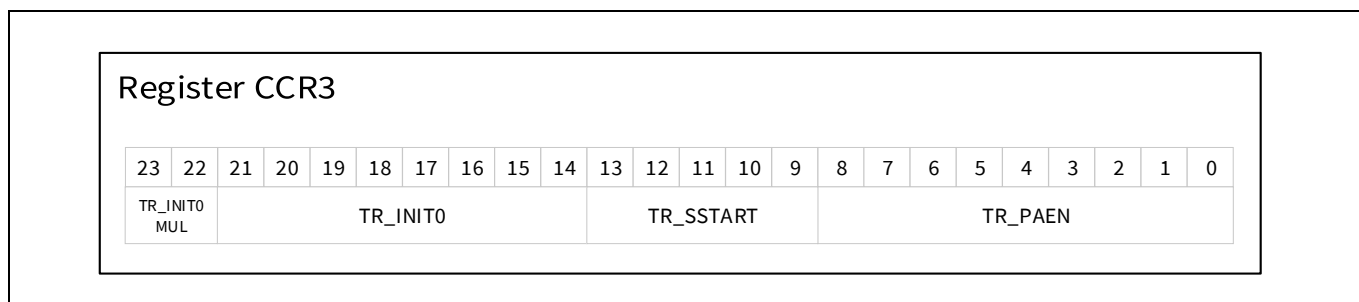 Register CCR3
23 22 21 20 19 18 17 16 15 14 13 12 11 10 9 8 7 6 5 4 3 2 1 0
TR_INIT0 MUL TR_INIT0 TR_SSTART TR_PAEN